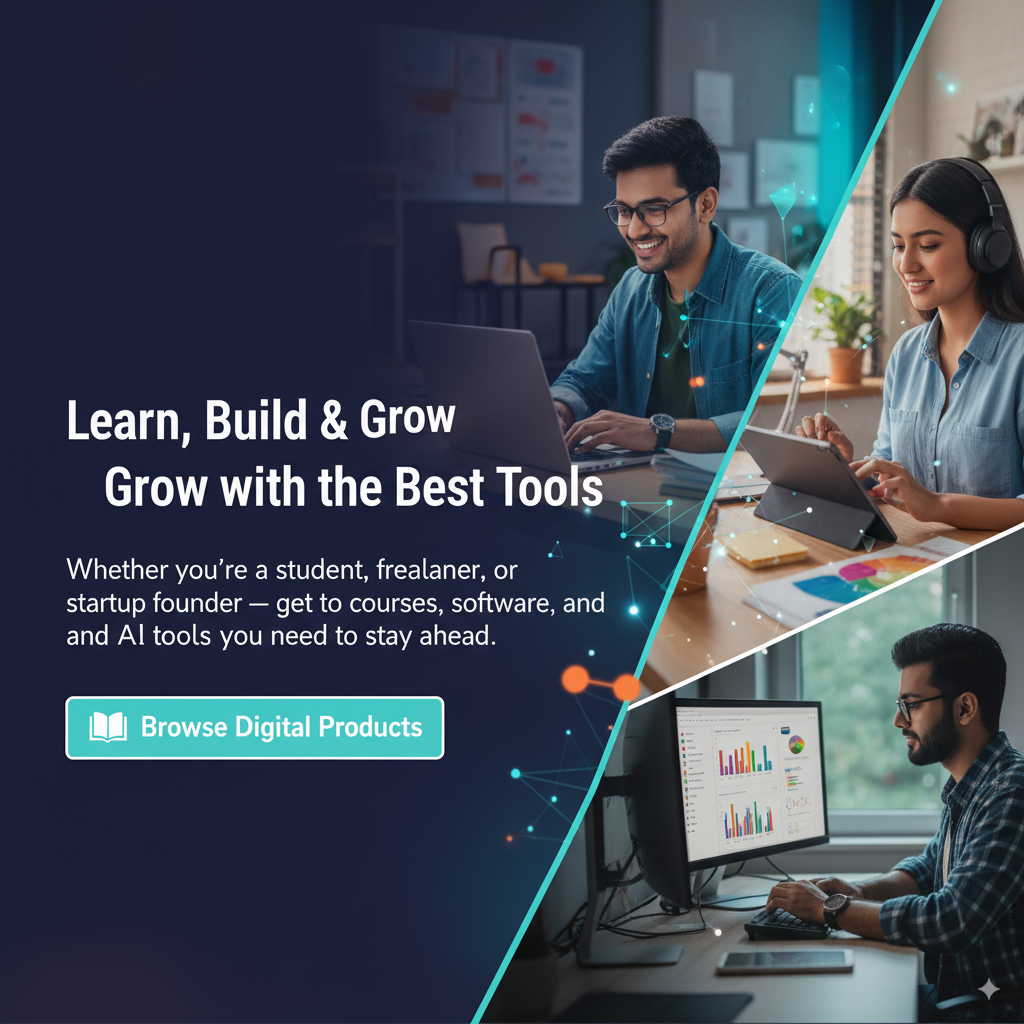 Learn, Build & Grow
Grow with the Best Tools
Whether you're a student, frealaner, or
startup founder — get to courses, software, and
and AI tools you need to stay ahead.
Browse Digital Products